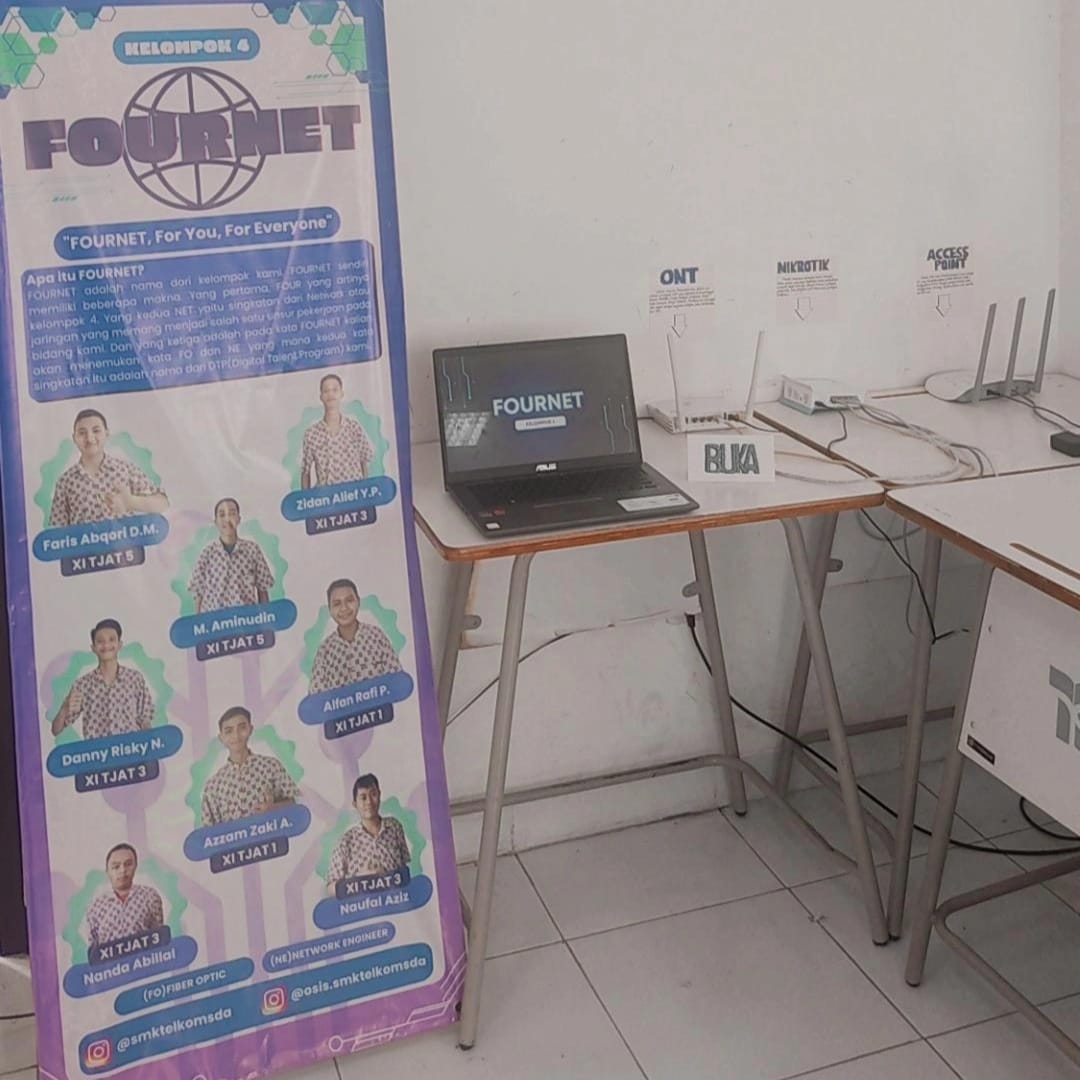 KELOMPOK 4
FOURNET
"FOURNET, For You, For Everyone"
Apa itu FOURNET?
FOURNET adalah nama dari kelompok kami. FOURNET sendiri
memiliki beberapa makna. Yang pertama, FOUR yang artinya
kelompok 4. Yang kedua NET yaitu singkatan dari Network atau
jaringan yang memang menjadi salah satu unsur pekerjaan pada
bidang kami. Dan yang ketiga adalah pada kata FOURNET kalian
akan menemukan kata FO dan NE yang mana kedua kata
singkatan itu adalah nama dari DTP(Digital Talent Program) kami.
Zidan Alief Y.P.
XI TJAT 3
Faris Abqori D.M.
XI TJAT 5
M. Aminudin
XI TJAT 5
Alfan Rafi P.
XI TJAT 1
Danny Risky N.
XI TJAT 3
Azzam Zaki A.
XI TJAT 1
XI TJAT 3
Naufal Aziz
XI TJAT 3
Nanda Abillal
(NE)NETWORK ENGINEER
(FO)FIBER OPTIC
@smktelkomsda
@osis.smktelkomsda
FOURNET
ASUS
BUKA
ONT
NIKROTIK
ACCESS
POINT